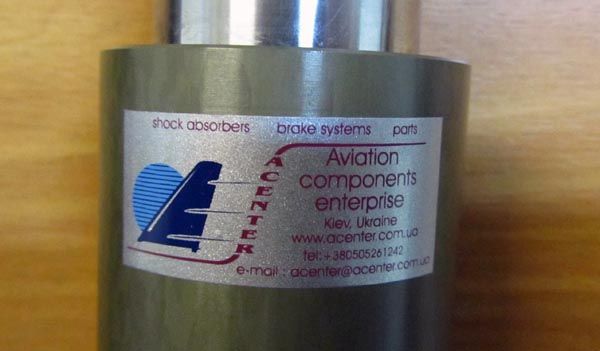 shock absorbers brake systems parts
ACENTER
Aviation
components
enterprise
Kiev, Ukraine
www.acenter.com.ua
tel:+380505261242
e-mail : acenter@acenter.com.ua